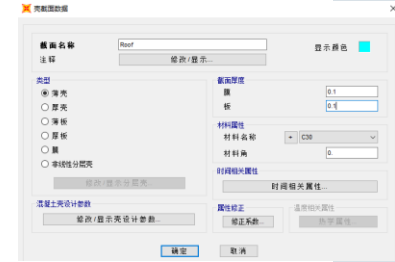 壳截面数据
截面名称 Roof 显示颜色
注释 修改/显示...
类型
薄壳
厚壳
薄板
厚板
膜
非线性分层壳
修改/显示分层壳
混凝土壳设计参数
修改/显示壳设计参数...
截面厚度
膜 0.1
板 0.1
材料属性
材料名称 + C30
材料角 0.
时间相关属性
时间相关属性...
属性修正
修正系数...
温度相关属性
热学属性...
确定 取消